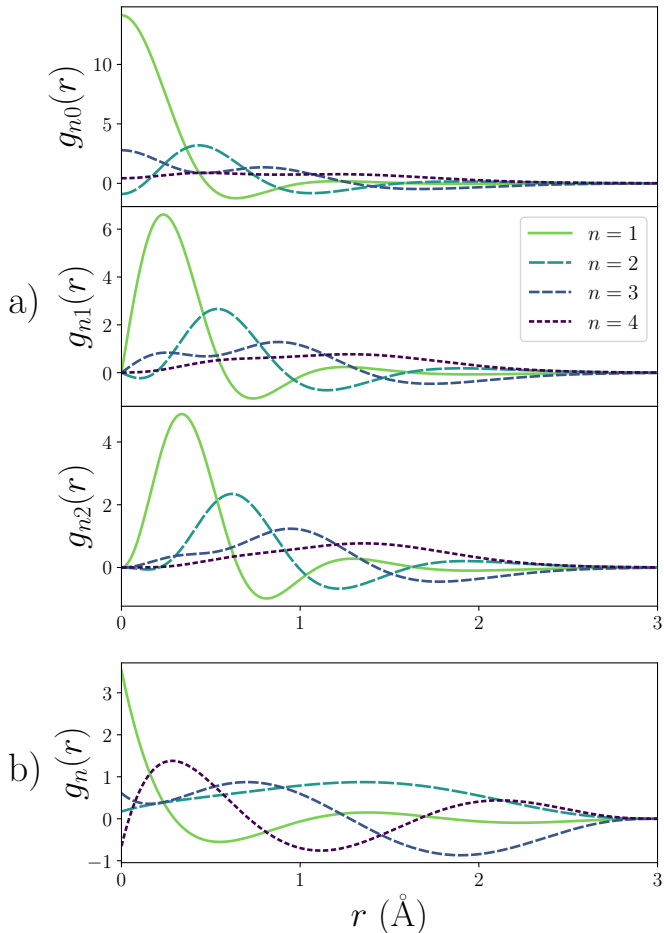 a)
g_{n0}(r)
10
5
0
g_{n1}(r)
6
4
2
0
n = 1
n = 2
n = 3
n = 4
g_{n2}(r)
4
2
0
0 1 2 3
b)
g_n(r)
3
2
1
0
−1
0 1 2 3
r (Å)